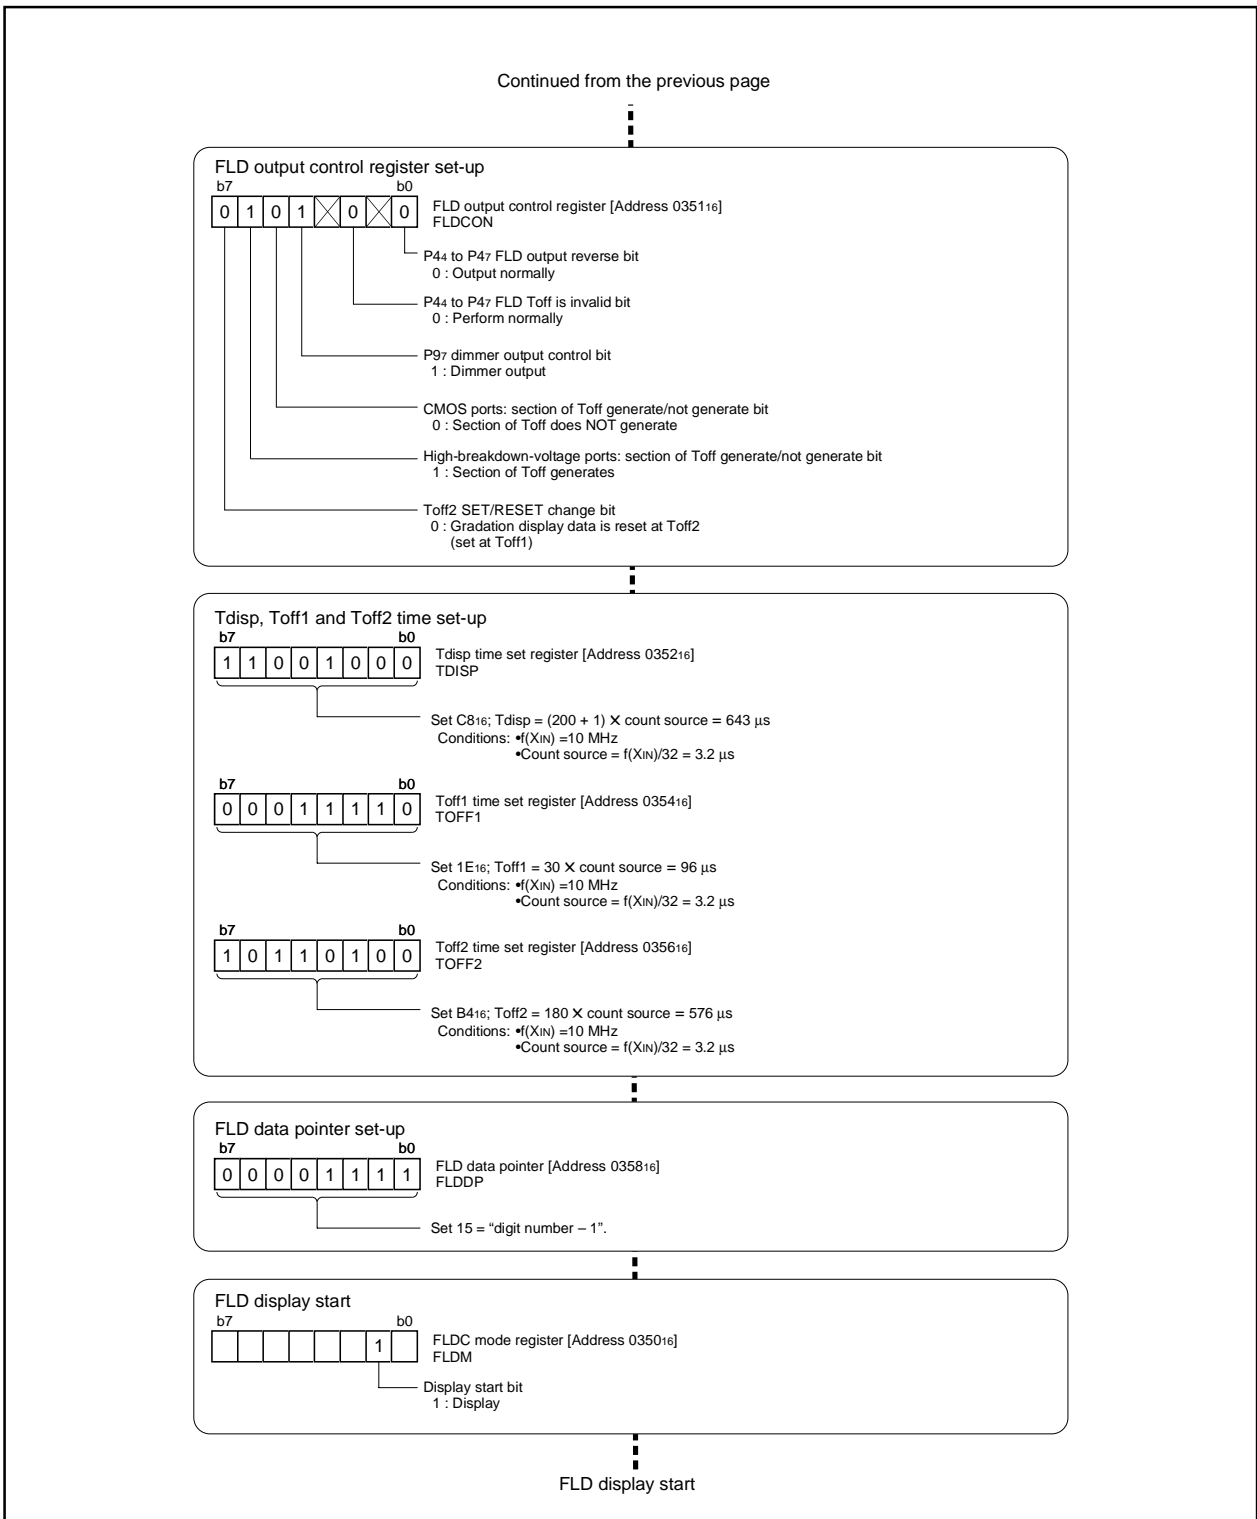 Continued from the previous page
FLD output control register set-up
b7 b0
0 1 0 1 0 0
FLD output control register [Address 035116]
FLDCON
P44 to P47 FLD output reverse bit
0 : Output normally
P44 to P47 FLD Toff is invalid bit
0 : Perform normally
P97 dimmer output control bit
1 : Dimmer output
CMOS ports: section of Toff generate/not generate bit
0 : Section of Toff does NOT generate
High-breakdown-voltage ports: section of Toff generate/not generate bit
1 : Section of Toff generates
Toff2 SET/RESET change bit
0 : Gradation display data is reset at Toff2
(set at Toff1)
Tdisp, Toff1 and Toff2 time set-up
b7 b0
1 1 0 0 1 0 0 0
Tdisp time set register [Address 035216]
TDISP
Set C816; Tdisp = (200 + 1) × count source = 643 μs
Conditions: •f(XIN) =10 MHz
•Count source = f(XIN)/32 = 3.2 μs
b7 b0
0 0 0 1 1 1 1 0
Toff1 time set register [Address 035416]
TOFF1
Set 1E16; Toff1 = 30 × count source = 96 μs
Conditions: •f(XIN) =10 MHz
•Count source = f(XIN)/32 = 3.2 μs
b7 b0
1 0 1 1 0 1 0 0
Toff2 time set register [Address 035616]
TOFF2
Set B416; Toff2 = 180 × count source = 576 μs
Conditions: •f(XIN) =10 MHz
•Count source = f(XIN)/32 = 3.2 μs
FLD data pointer set-up
b7 b0
0 0 0 0 1 1 1 1
FLD data pointer [Address 035816]
FLDDP
Set 15 = “digit number – 1”.
FLD display start
b7 b0
1
FLDC mode register [Address 035016]
FLDM
Display start bit
1 : Display
FLD display start